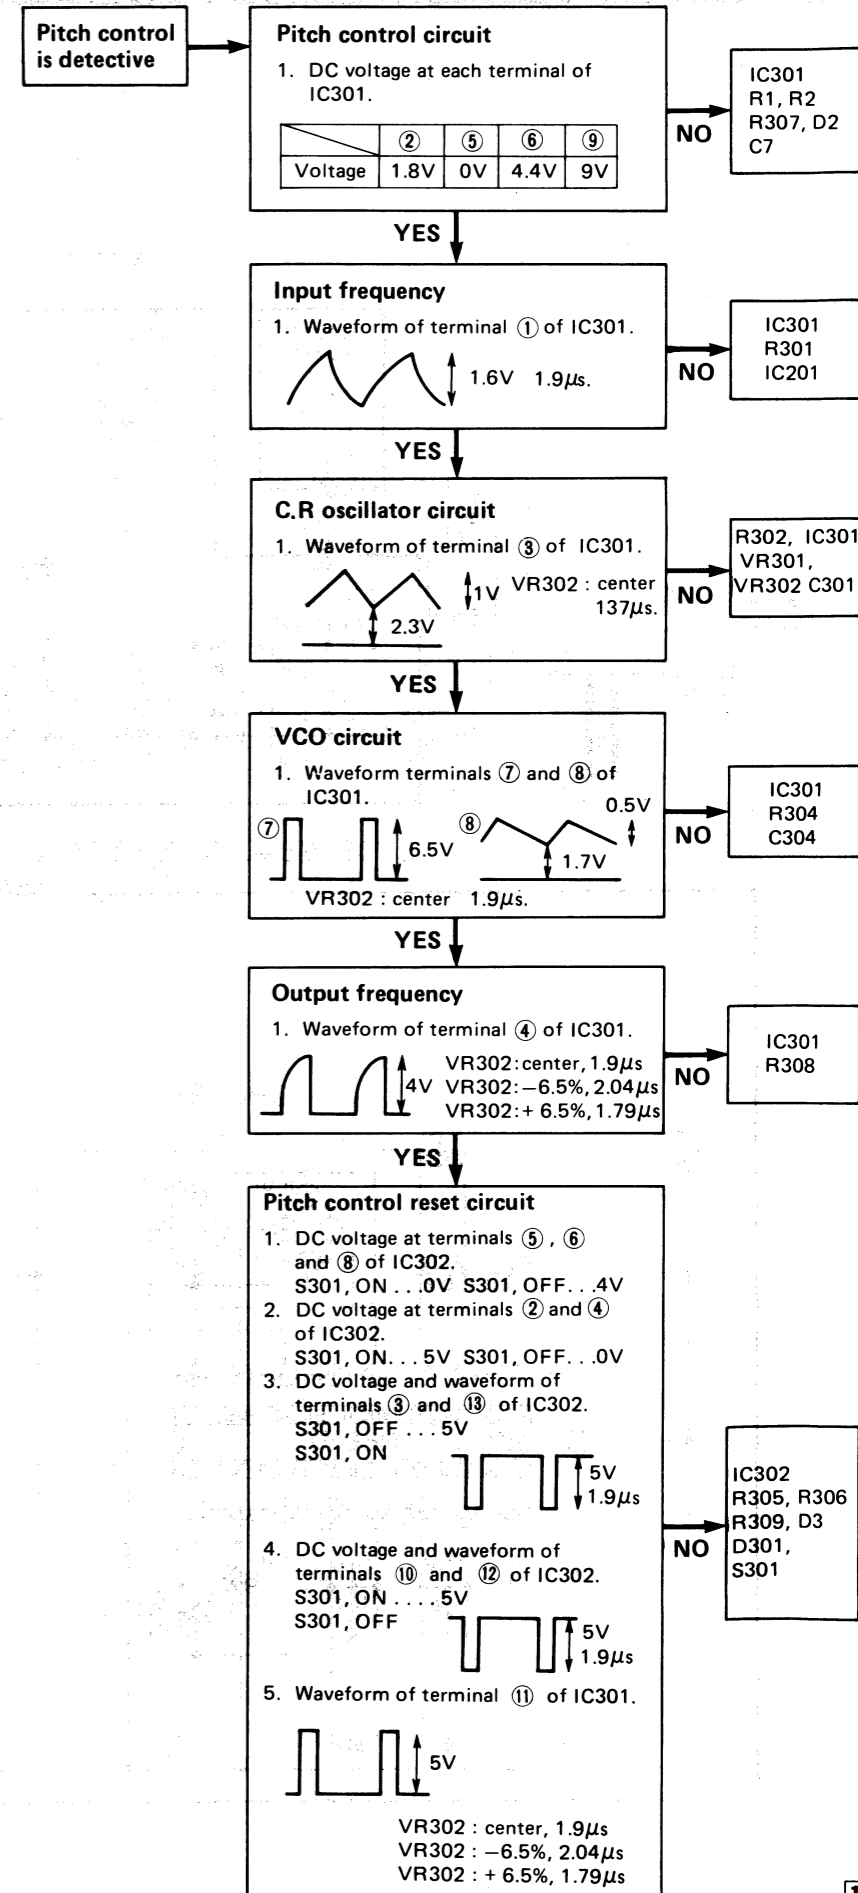 Pitch control
is detective
Pitch control circuit
1. DC voltage at each terminal of
IC301.
② ⑤ ⑥ ⑨
Voltage 1.8V 0V 4.4V 9V
NO
IC301
R1, R2
R307, D2
C7
YES
Input frequency
1. Waveform of terminal ① of IC301.
1.6V 1.9μs.
NO
IC301
R301
IC201
YES
C.R oscillator circuit
1. Waveform of terminal ③ of IC301.
1V VR302 : center
137μs.
2.3V
NO
R302, IC301
VR301,
VR302 C301
YES
VCO circuit
1. Waveform terminals ⑦ and ⑧ of
IC301.
⑦ 6.5V
⑧ 0.5V
1.7V
VR302 : center 1.9μs.
NO
IC301
R304
C304
YES
Output frequency
1. Waveform of terminal ④ of IC301.
4V
VR302:center, 1.9μs
VR302:−6.5%, 2.04μs
VR302:+ 6.5%, 1.79μs
NO
IC301
R308
YES
Pitch control reset circuit
1. DC voltage at terminals ⑤ , ⑥
and ⑧ of IC302.
S301, ON ...0V S301, OFF...4V
2. DC voltage at terminals ② and ④
of IC302.
S301, ON...5V S301, OFF...0V
3. DC voltage and waveform of
terminals ③ and ⑬ of IC302.
S301, OFF ...5V
S301, ON
5V
1.9μs
4. DC voltage and waveform of
terminals ⑩ and ⑫ of IC302.
S301, ON ....5V
S301, OFF
5V
1.9μs
5. Waveform of terminal ⑪ of IC301.
5V
VR302 : center, 1.9μs
VR302 : −6.5%, 2.04μs
VR302 : + 6.5%, 1.79μs
NO
IC302
R305, R306
R309, D3
D301,
S301